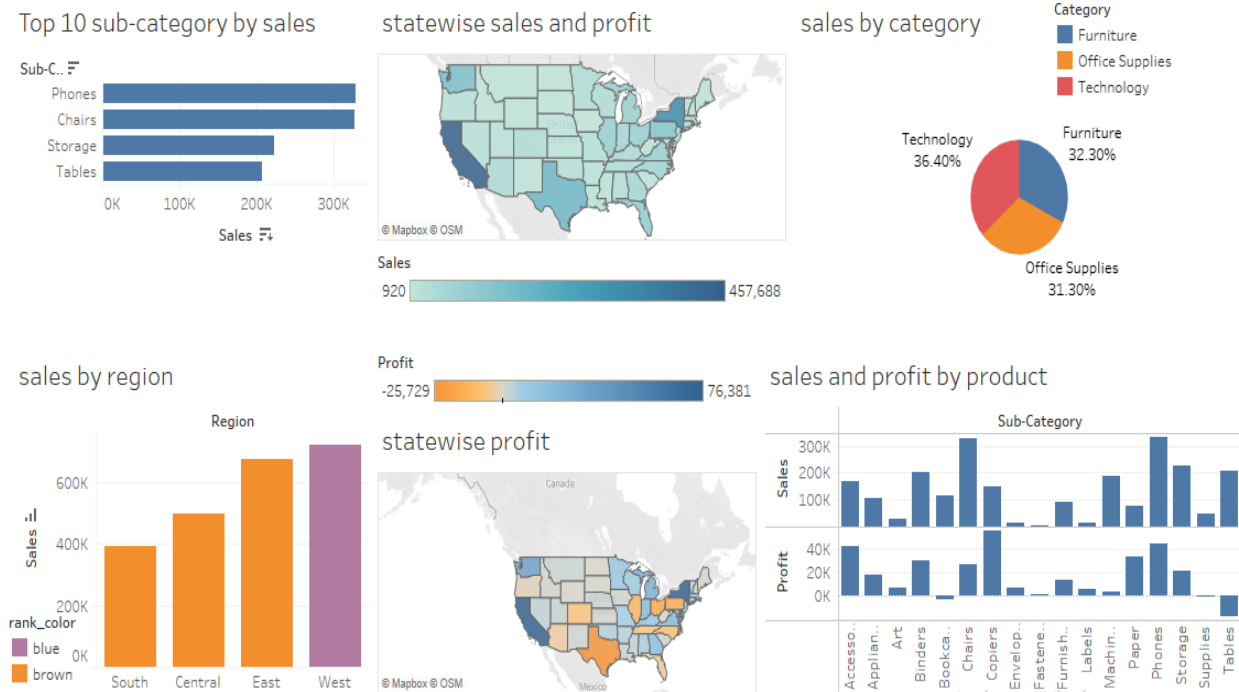 Top 10 sub-category by sales
Sub-C..
Phones
Chairs
Storage
Tables
0K 100K 200K 300K
Sales
statewise sales and profit
© Mapbox © OSM
Sales
920 457,688
sales by category
Category
Furniture
Office Supplies
Technology
Technology
36.40%
Furniture
32.30%
Office Supplies
31.30%
sales by region
Region
600K
400K
200K
0K
Sales
South Central East West
rank_color
blue
brown
Profit
-25,729 76,381
statewise profit
Canada
Mexico
© Mapbox © OSM
sales and profit by product
Sub-Category
Sales
300K
200K
100K
Profit
40K
20K
0K
Accesso..
Applian..
Art
Binders
Bookca..
Chairs
Copiers
Envelop..
Fastene..
Furnish..
Labels
Machin..
Paper
Phones
Storage
Supplies
Tables